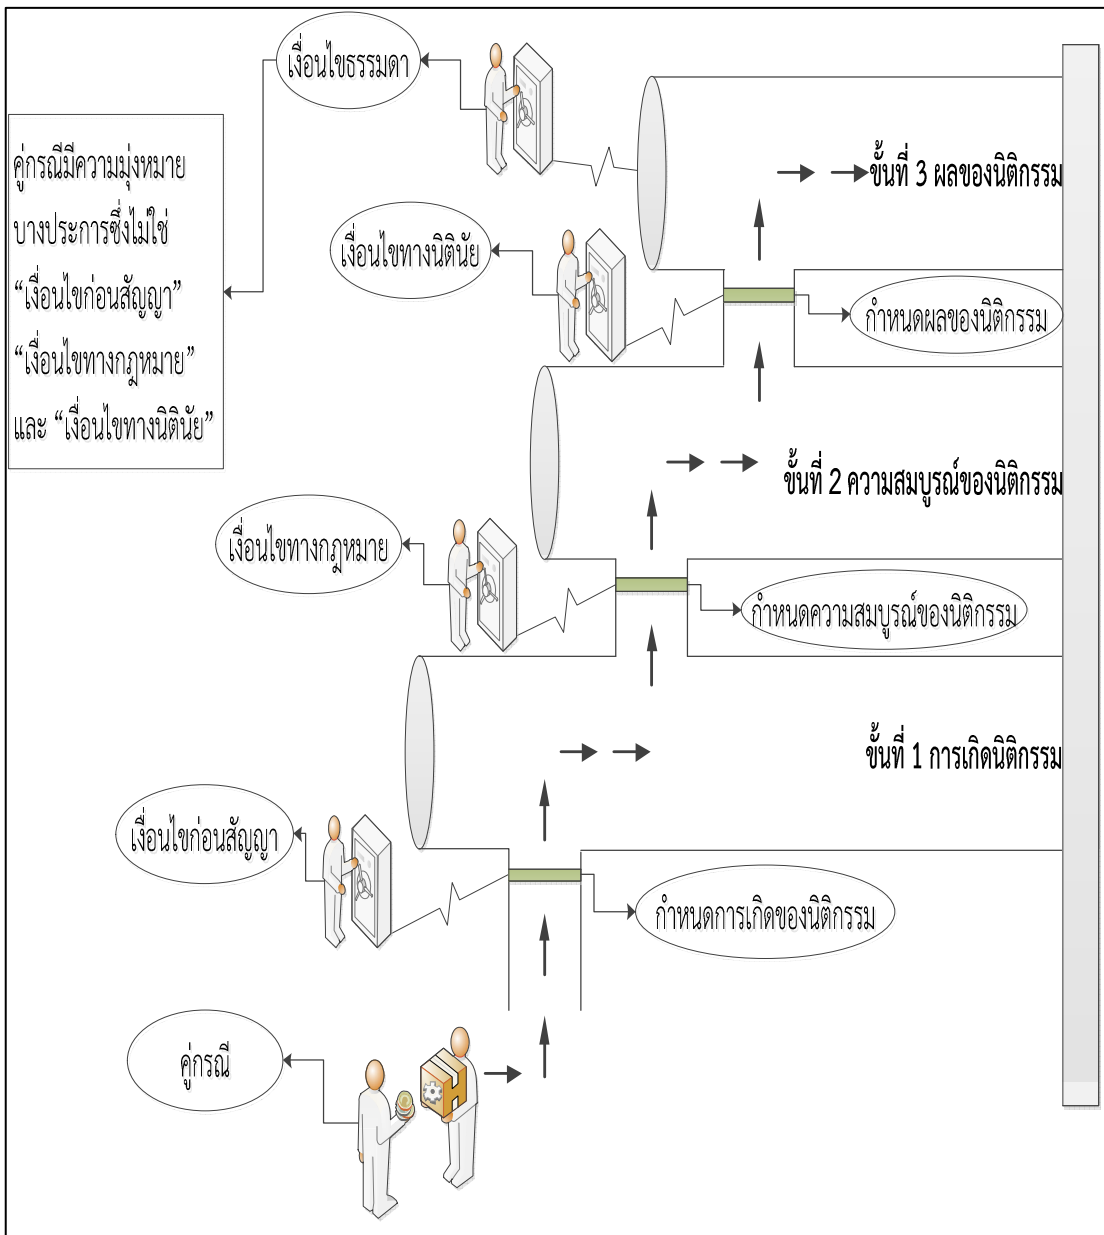 เงื่อนไขธรรมดา
คู่กรณีมีความมุ่งหมาย
บางประการซึ่งไม่ใช่
“เงื่อนไขก่อนสัญญา”
“เงื่อนไขทางกฎหมาย”
และ “เงื่อนไขทางนิตินัย”
ขั้นที่ 3 ผลของนิติกรรม
เงื่อนไขทางนิตินัย
กำหนดผลของนิติกรรม
ขั้นที่ 2 ความสมบูรณ์ของนิติกรรม
เงื่อนไขทางกฎหมาย
กำหนดความสมบูรณ์ของนิติกรรม
ขั้นที่ 1 การเกิดนิติกรรม
เงื่อนไขก่อนสัญญา
กำหนดการเกิดของนิติกรรม
คู่กรณี